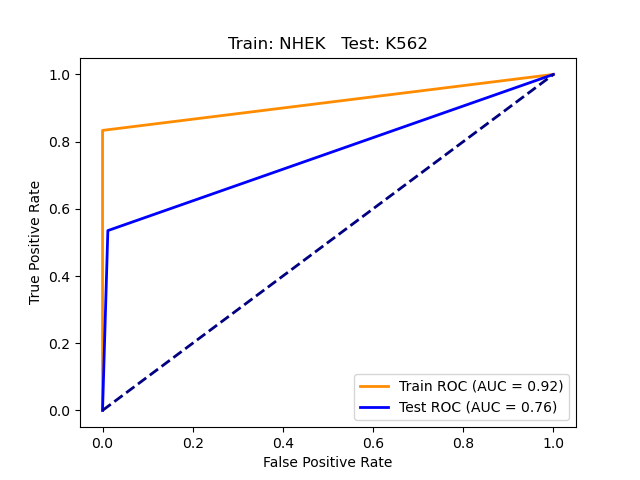 Train: NHEK   Test: K562
True Positive Rate
1.0
0.8
0.6
0.4
0.2
0.0
0.0 0.2 0.4 0.6 0.8 1.0
False Positive Rate
Train ROC (AUC = 0.92)
Test ROC (AUC = 0.76)